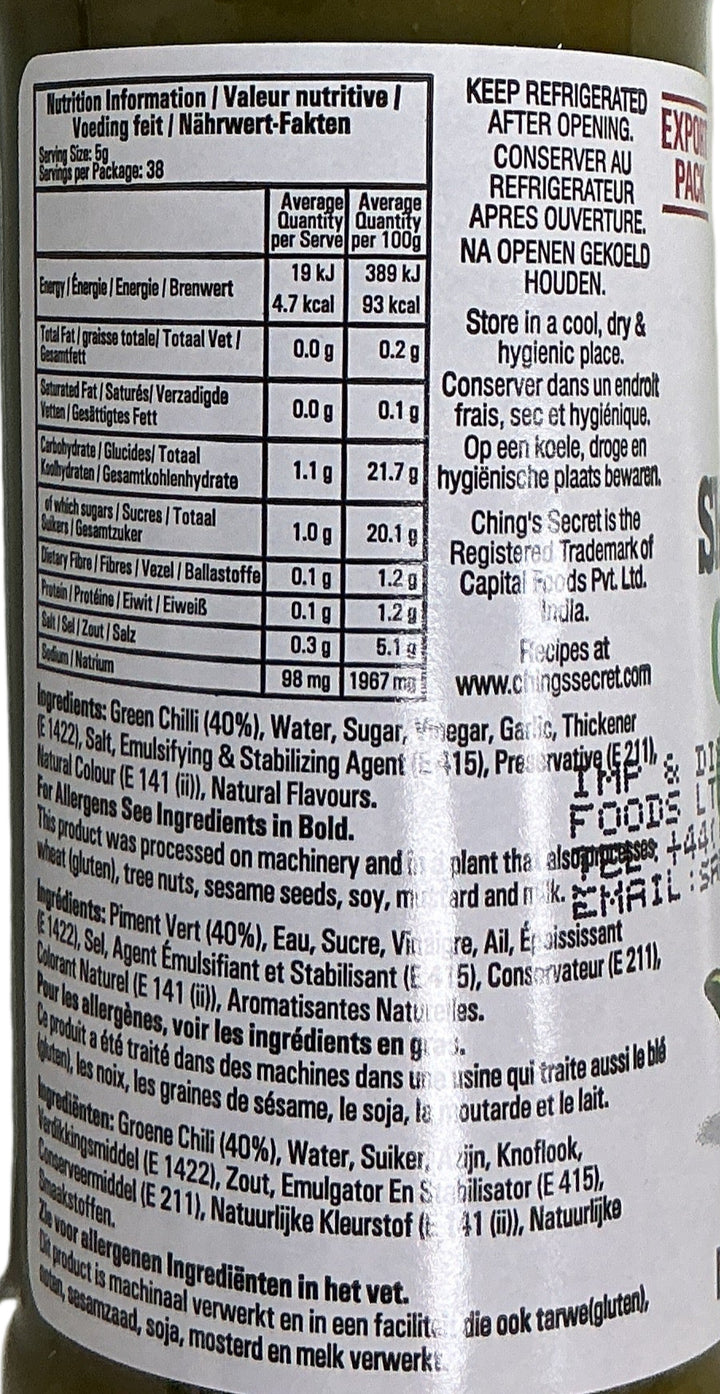 Nutrition Information / Valeur nutritive /
Voeding feit / Nährwert-Fakten
Serving Size: 5g
Servings per Package: 38
Average Quantity per Serve
Average Quantity per 100g
Energy / Énergie / Energie / Brenwert 19 kJ 389 kJ
4.7 kcal 93 kcal
Total Fat / graisse totale/ Totaal Vet /
Gesamtfett 0.0 g 0.2 g
Saturated Fat / Saturés/ Verzadigde
Vetten / Gesättigtes Fett 0.0 g 0.1 g
Carbohydrate / Glucides/ Totaal
Koolhydraten / Gesamtkohlenhydrate 1.1 g 21.7 g
of which sugars / Sucres / Totaal
Suikers / Gesamtzuker 1.0 g 20.1 g
Dietary Fibre / Fibres / Vezel / Ballastoffe 0.1 g 1.2 g
Protein / Protéine / Eiwit / Eiweiß 0.1 g 1.2 g
Salt / Sel / Zout / Salz 0.3 g 5.1 g
Sodium / Natrium 98 mg 1967 mg
KEEP REFRIGERATED
AFTER OPENING.
CONSERVER AU
REFRIGERATEUR
APRES OUVERTURE.
NA OPENEN GEKOELD
HOUDEN.
Store in a cool, dry &
hygienic place.
Conserver dans un endroit
frais, sec et hygiénique.
Op een koele, droge en
hygiënische plaats bewaren.
Ching's Secret is the
Registered Trademark of
Capital Foods Pvt. Ltd.
India.
Recipes at
www.chingssecret.com
PACK
Ingredients: Green Chilli (40%), Water, Sugar, Vinegar, Garlic, Thickener
(E 1422), Salt, Emulsifying & Stabilizing Agent (E 415), Preservative (E 211),
Natural Colour (E 141 (ii)), Natural Flavours.
For Allergens See Ingredients in Bold.
This product was processed on machinery and in a plant that also processes
wheat (gluten), tree nuts, sesame seeds, soy, mustard and milk.
IMP &
FOODS
TEL +44
EMAIL:
Ingrédients: Piment Vert (40%), Eau, Sucre, Vinaigre, Ail, Épaississant
(E 1422), Sel, Agent Émulsifiant et Stabilisant (E 415), Conservateur (E 211),
Colorant Naturel (E 141 (ii)), Aromatisantes Naturelles.
Pour les allergènes, voir les ingrédients en gras.
Ce produit a été traité dans des machines dans une usine qui traite aussi le blé
(gluten), les noix, les graines de sésame, le soja, la moutarde et le lait.
Ingrediënten: Groene Chili (40%), Water, Suiker, Azijn, Knoflook,
Verdikkingsmiddel (E 1422), Zout, Emulgator En Stabilisator (E 415),
Conserveermiddel (E 211), Natuurlijke Kleurstof (E 141 (ii)), Natuurlijke
Smaakstoffen.
Zie voor allergenen Ingrediënten in het vet.
Dit product is machinaal verwerkt en in een faciliteit die ook tarwe(gluten),
noten, sesamzaad, soja, mosterd en melk verwerkt.